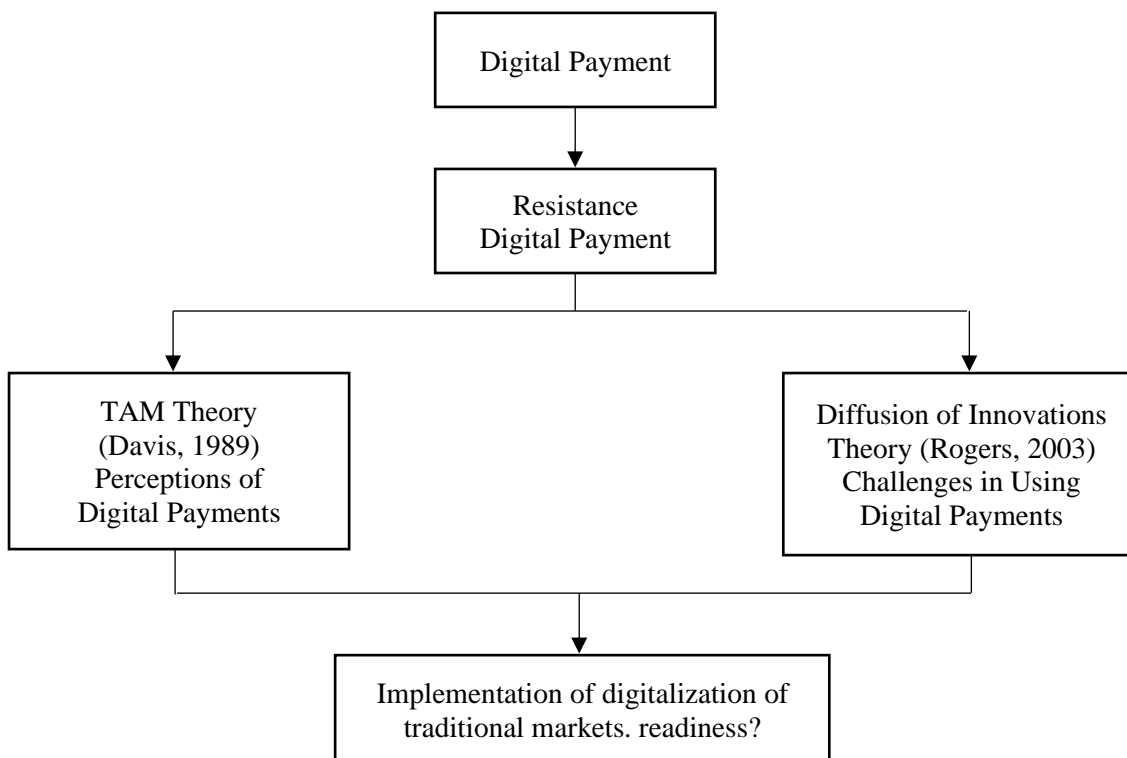 Digital Payment
Resistance
Digital Payment
TAM Theory
(Davis, 1989)
Perceptions of
Digital Payments
Diffusion of Innovations
Theory (Rogers, 2003)
Challenges in Using
Digital Payments
Implementation of digitalization of
traditional markets. readiness?